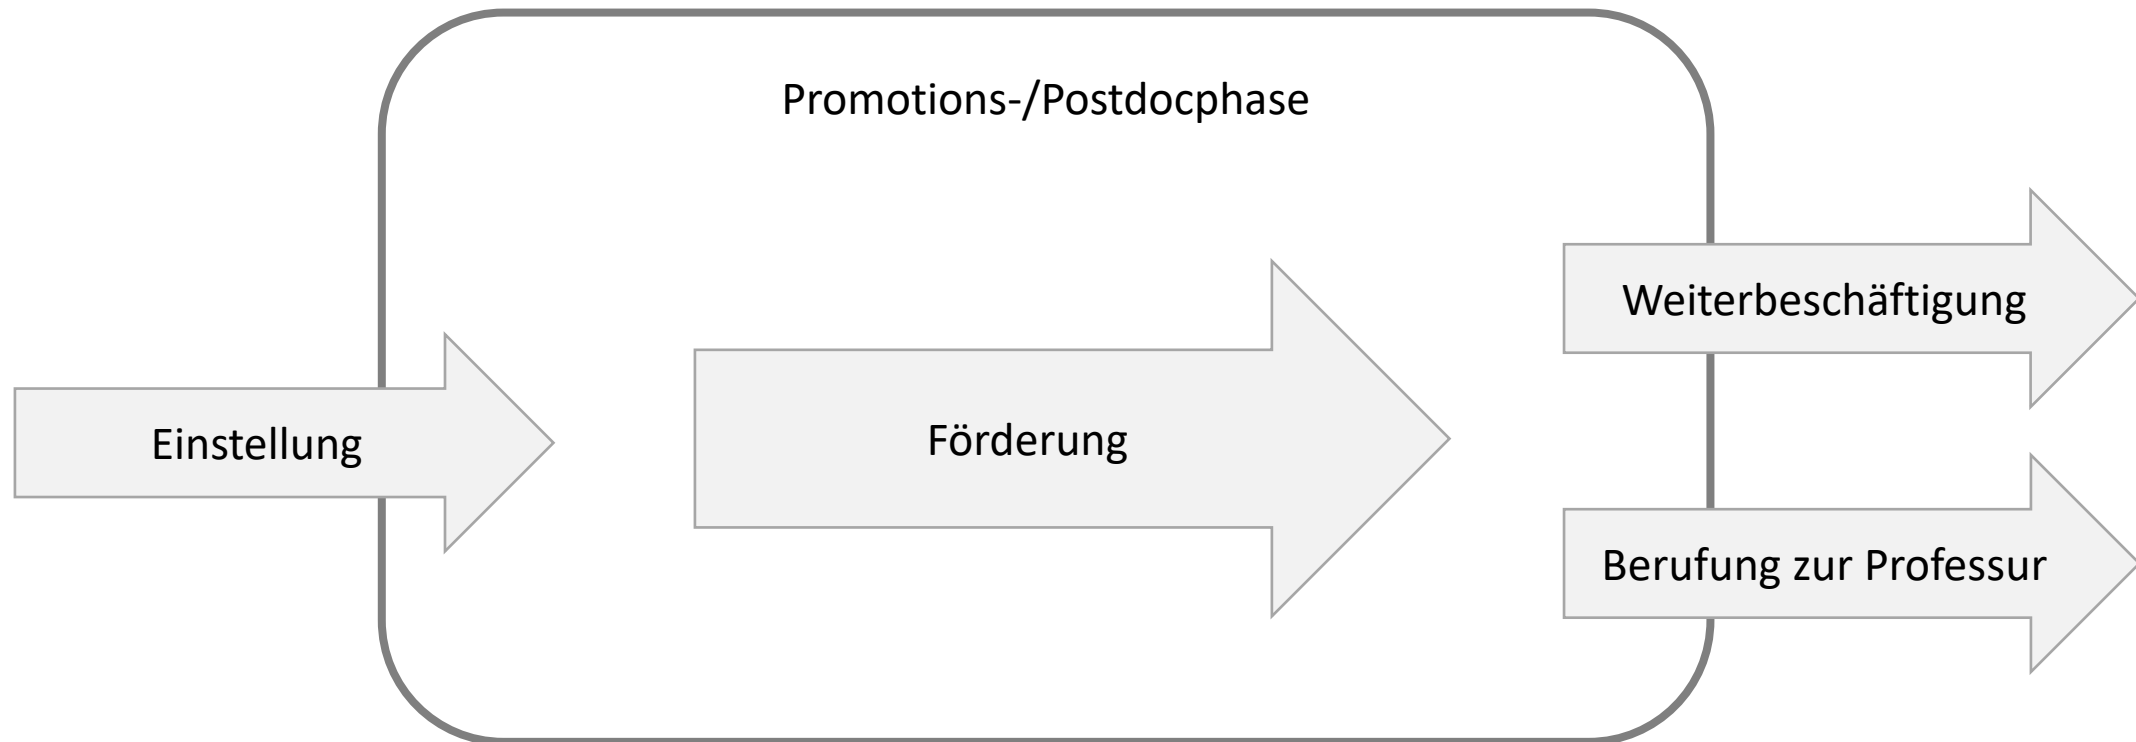 Promotions-/Postdocphase
Einstellung
Förderung
Weiterbeschäftigung
Berufung zur Professur